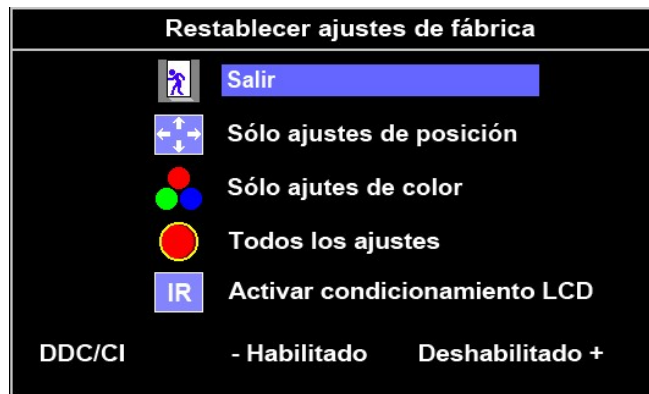 Restablecer ajustes de fábrica
Salir
Sólo ajustes de posición
Sólo ajutes de color
Todos los ajustes
IR Activar condicionamiento LCD
DDC/CI - Habilitado Deshabilitado +